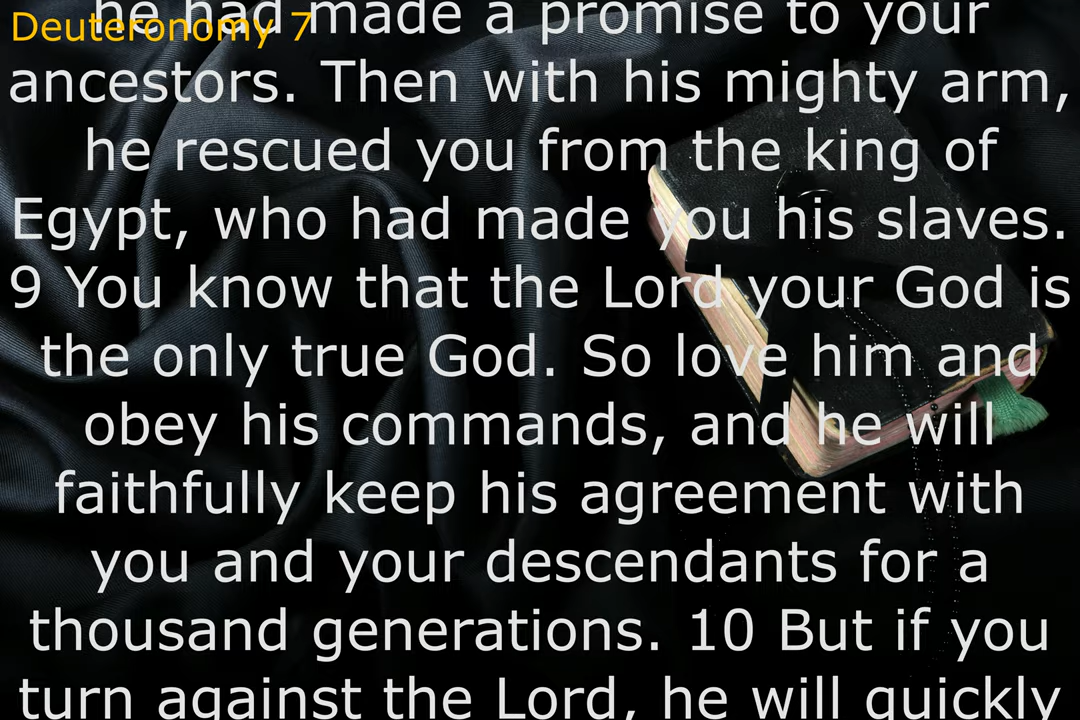 Deuteronomy 7
he had made a promise to your
ancestors. Then with his mighty arm,
he rescued you from the king of
Egypt, who had made you his slaves.
9 You know that the Lord your God is
the only true God. So love him and
obey his commands, and he will
faithfully keep his agreement with
you and your descendants for a
thousand generations. 10 But if you
turn against the Lord, he will quickly